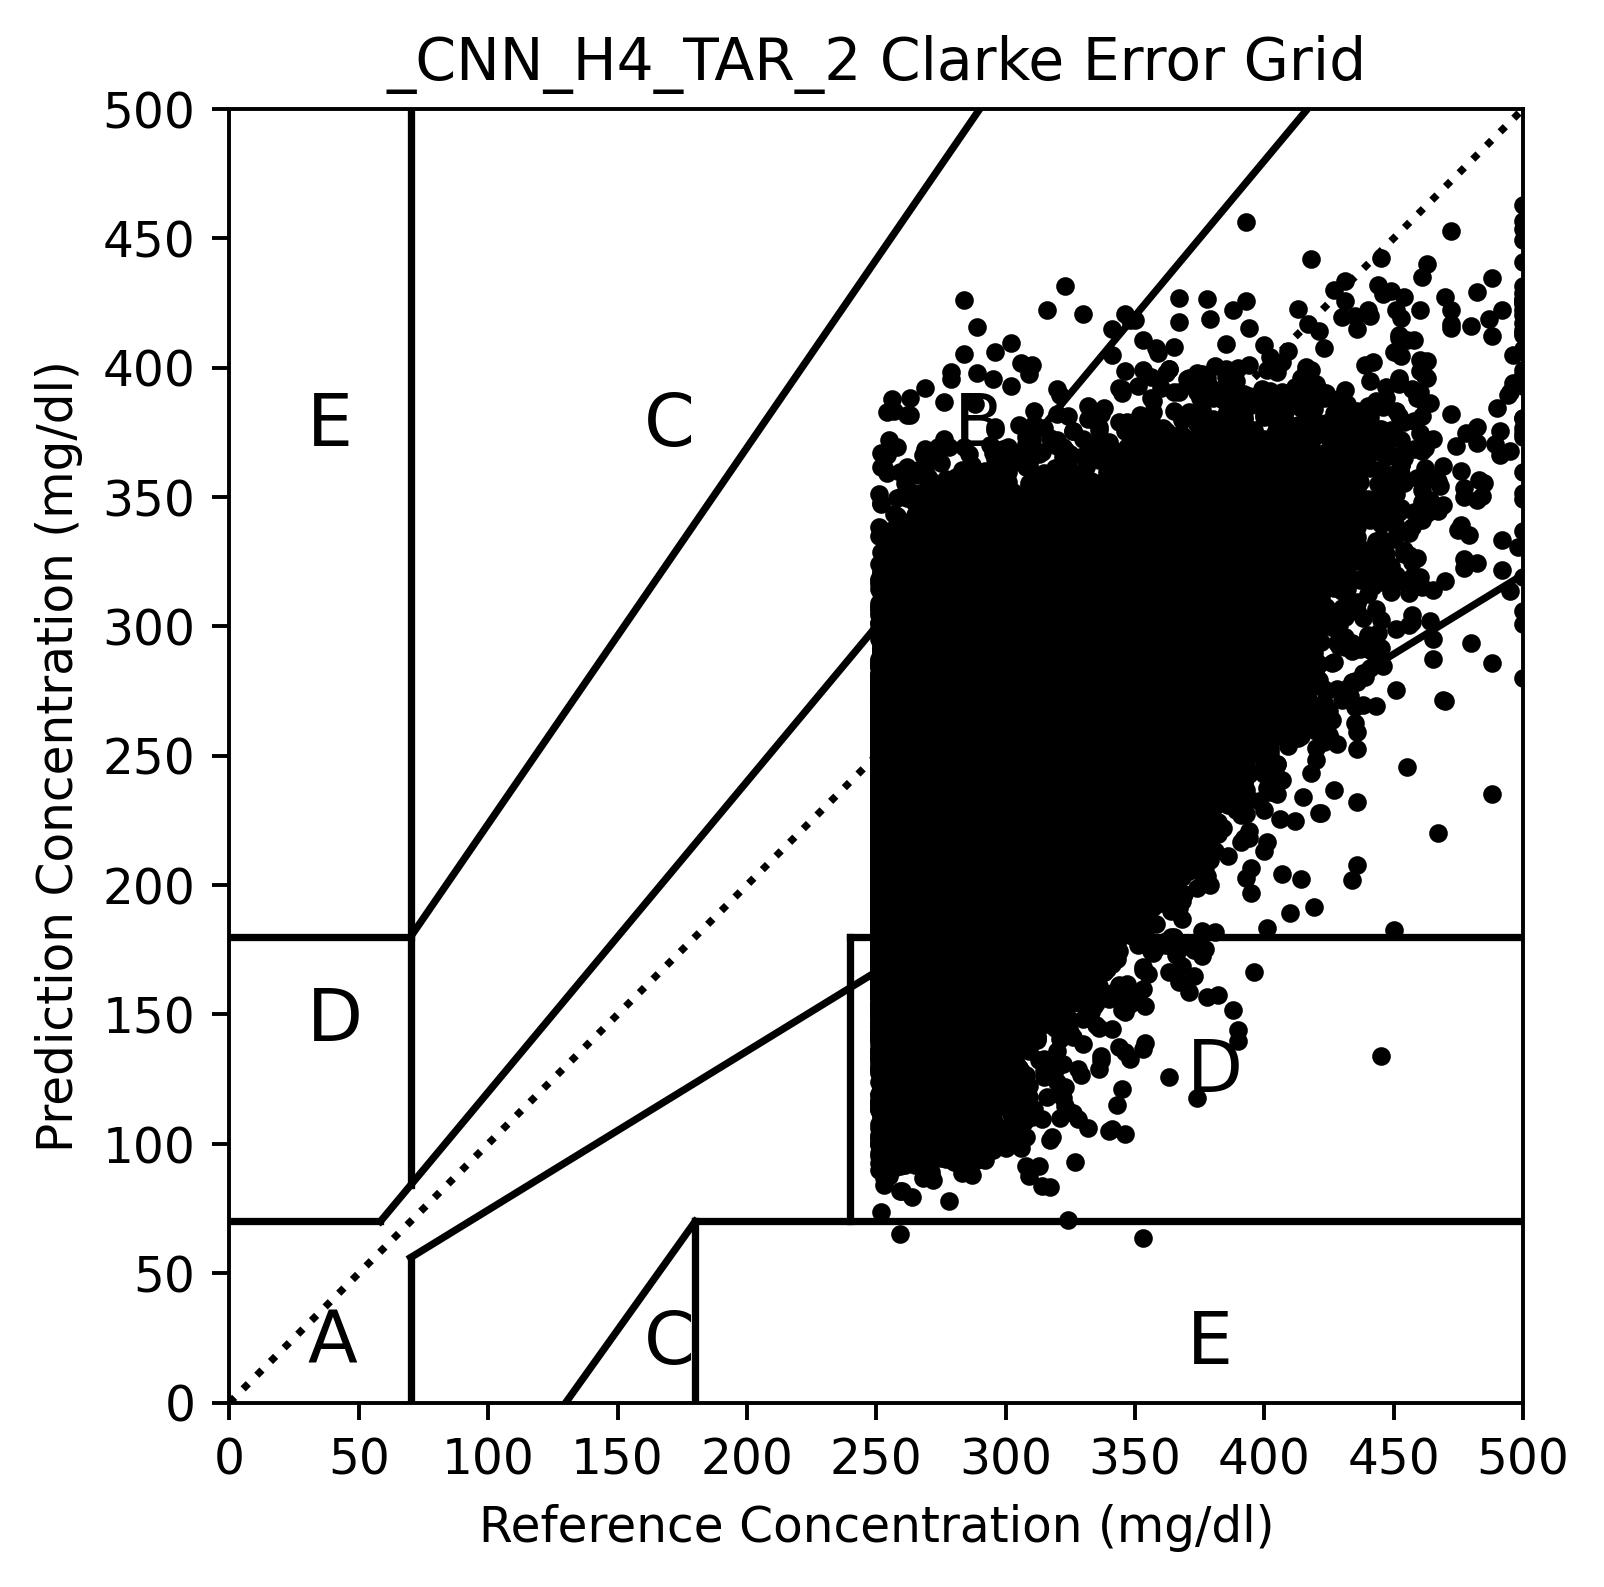 _CNN_H4_TAR_2 Clarke Error Grid
Prediction Concentration (mg/dl)
500
450
400
350
300
250
200
150
100
50
0
E
C
B
D
D
A
C
E
0 50 100 150 200 250 300 350 400 450 500
Reference Concentration (mg/dl)